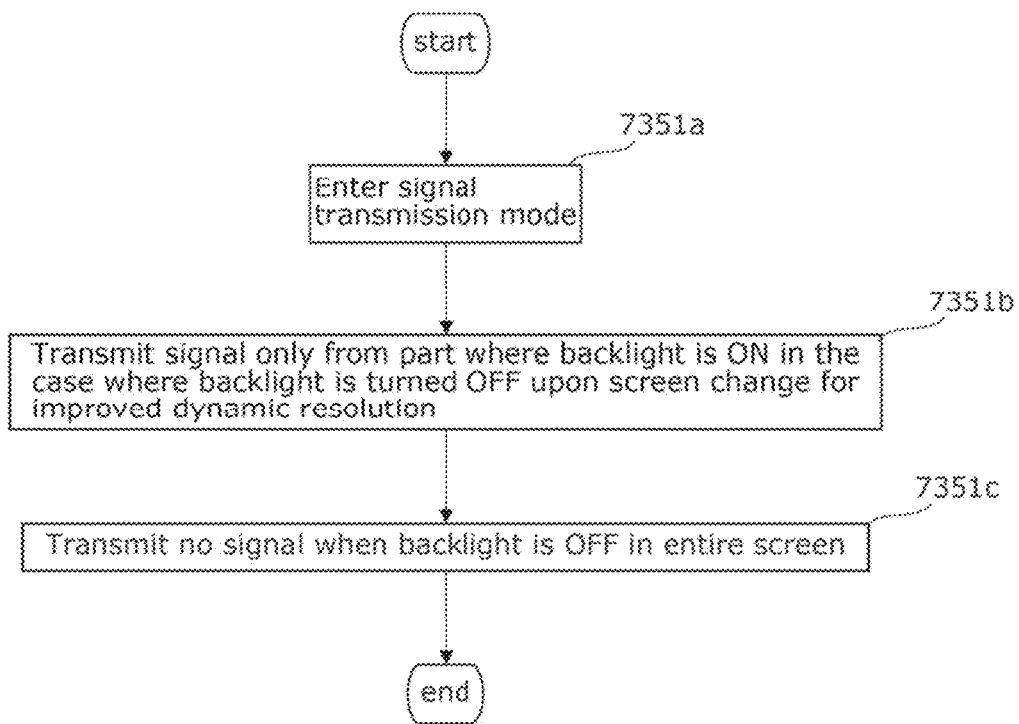 start
7351a
Enter signal
transmission mode
7351b
Transmit signal only from part where backlight is ON in the
case where backlight is turned OFF upon screen change for
improved dynamic resolution
7351c
Transmit no signal when backlight is OFF in entire screen
end